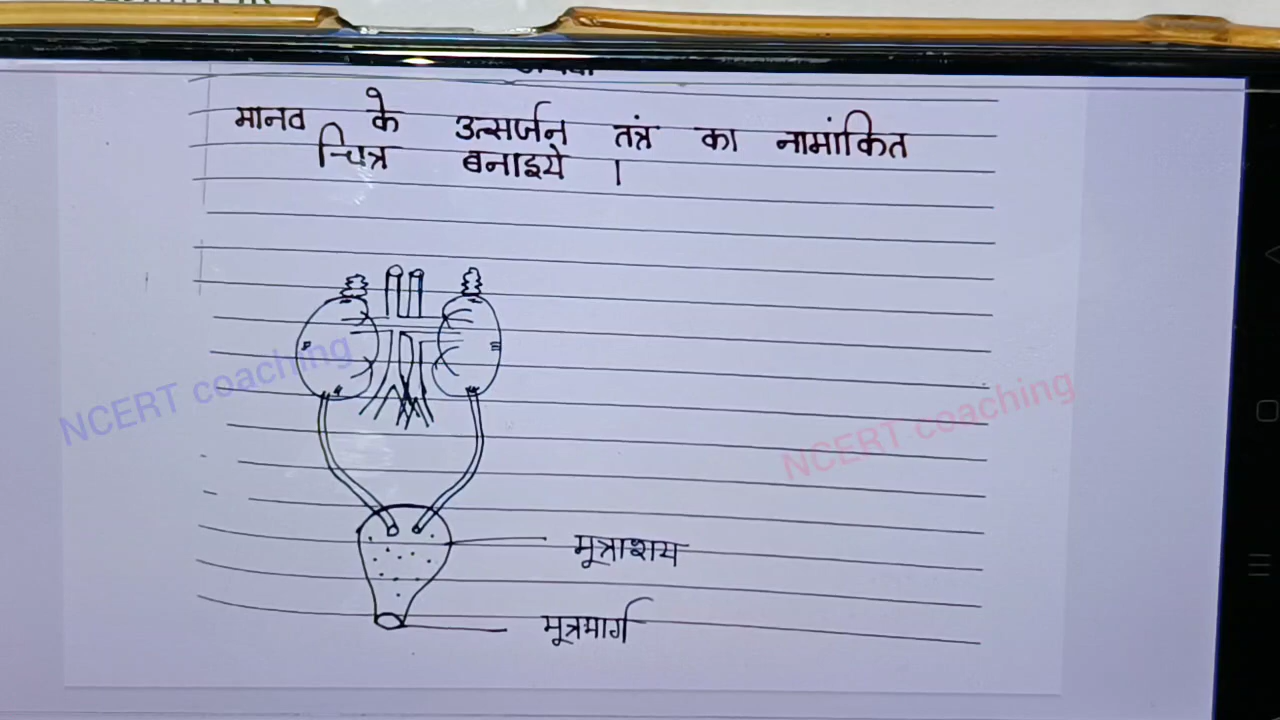 मानव के उत्सर्जन तंत्र का नामांकित
चित्र बनाइये ।
NCERT coaching
NCERT coaching
मूत्राशय
मूत्रमार्ग